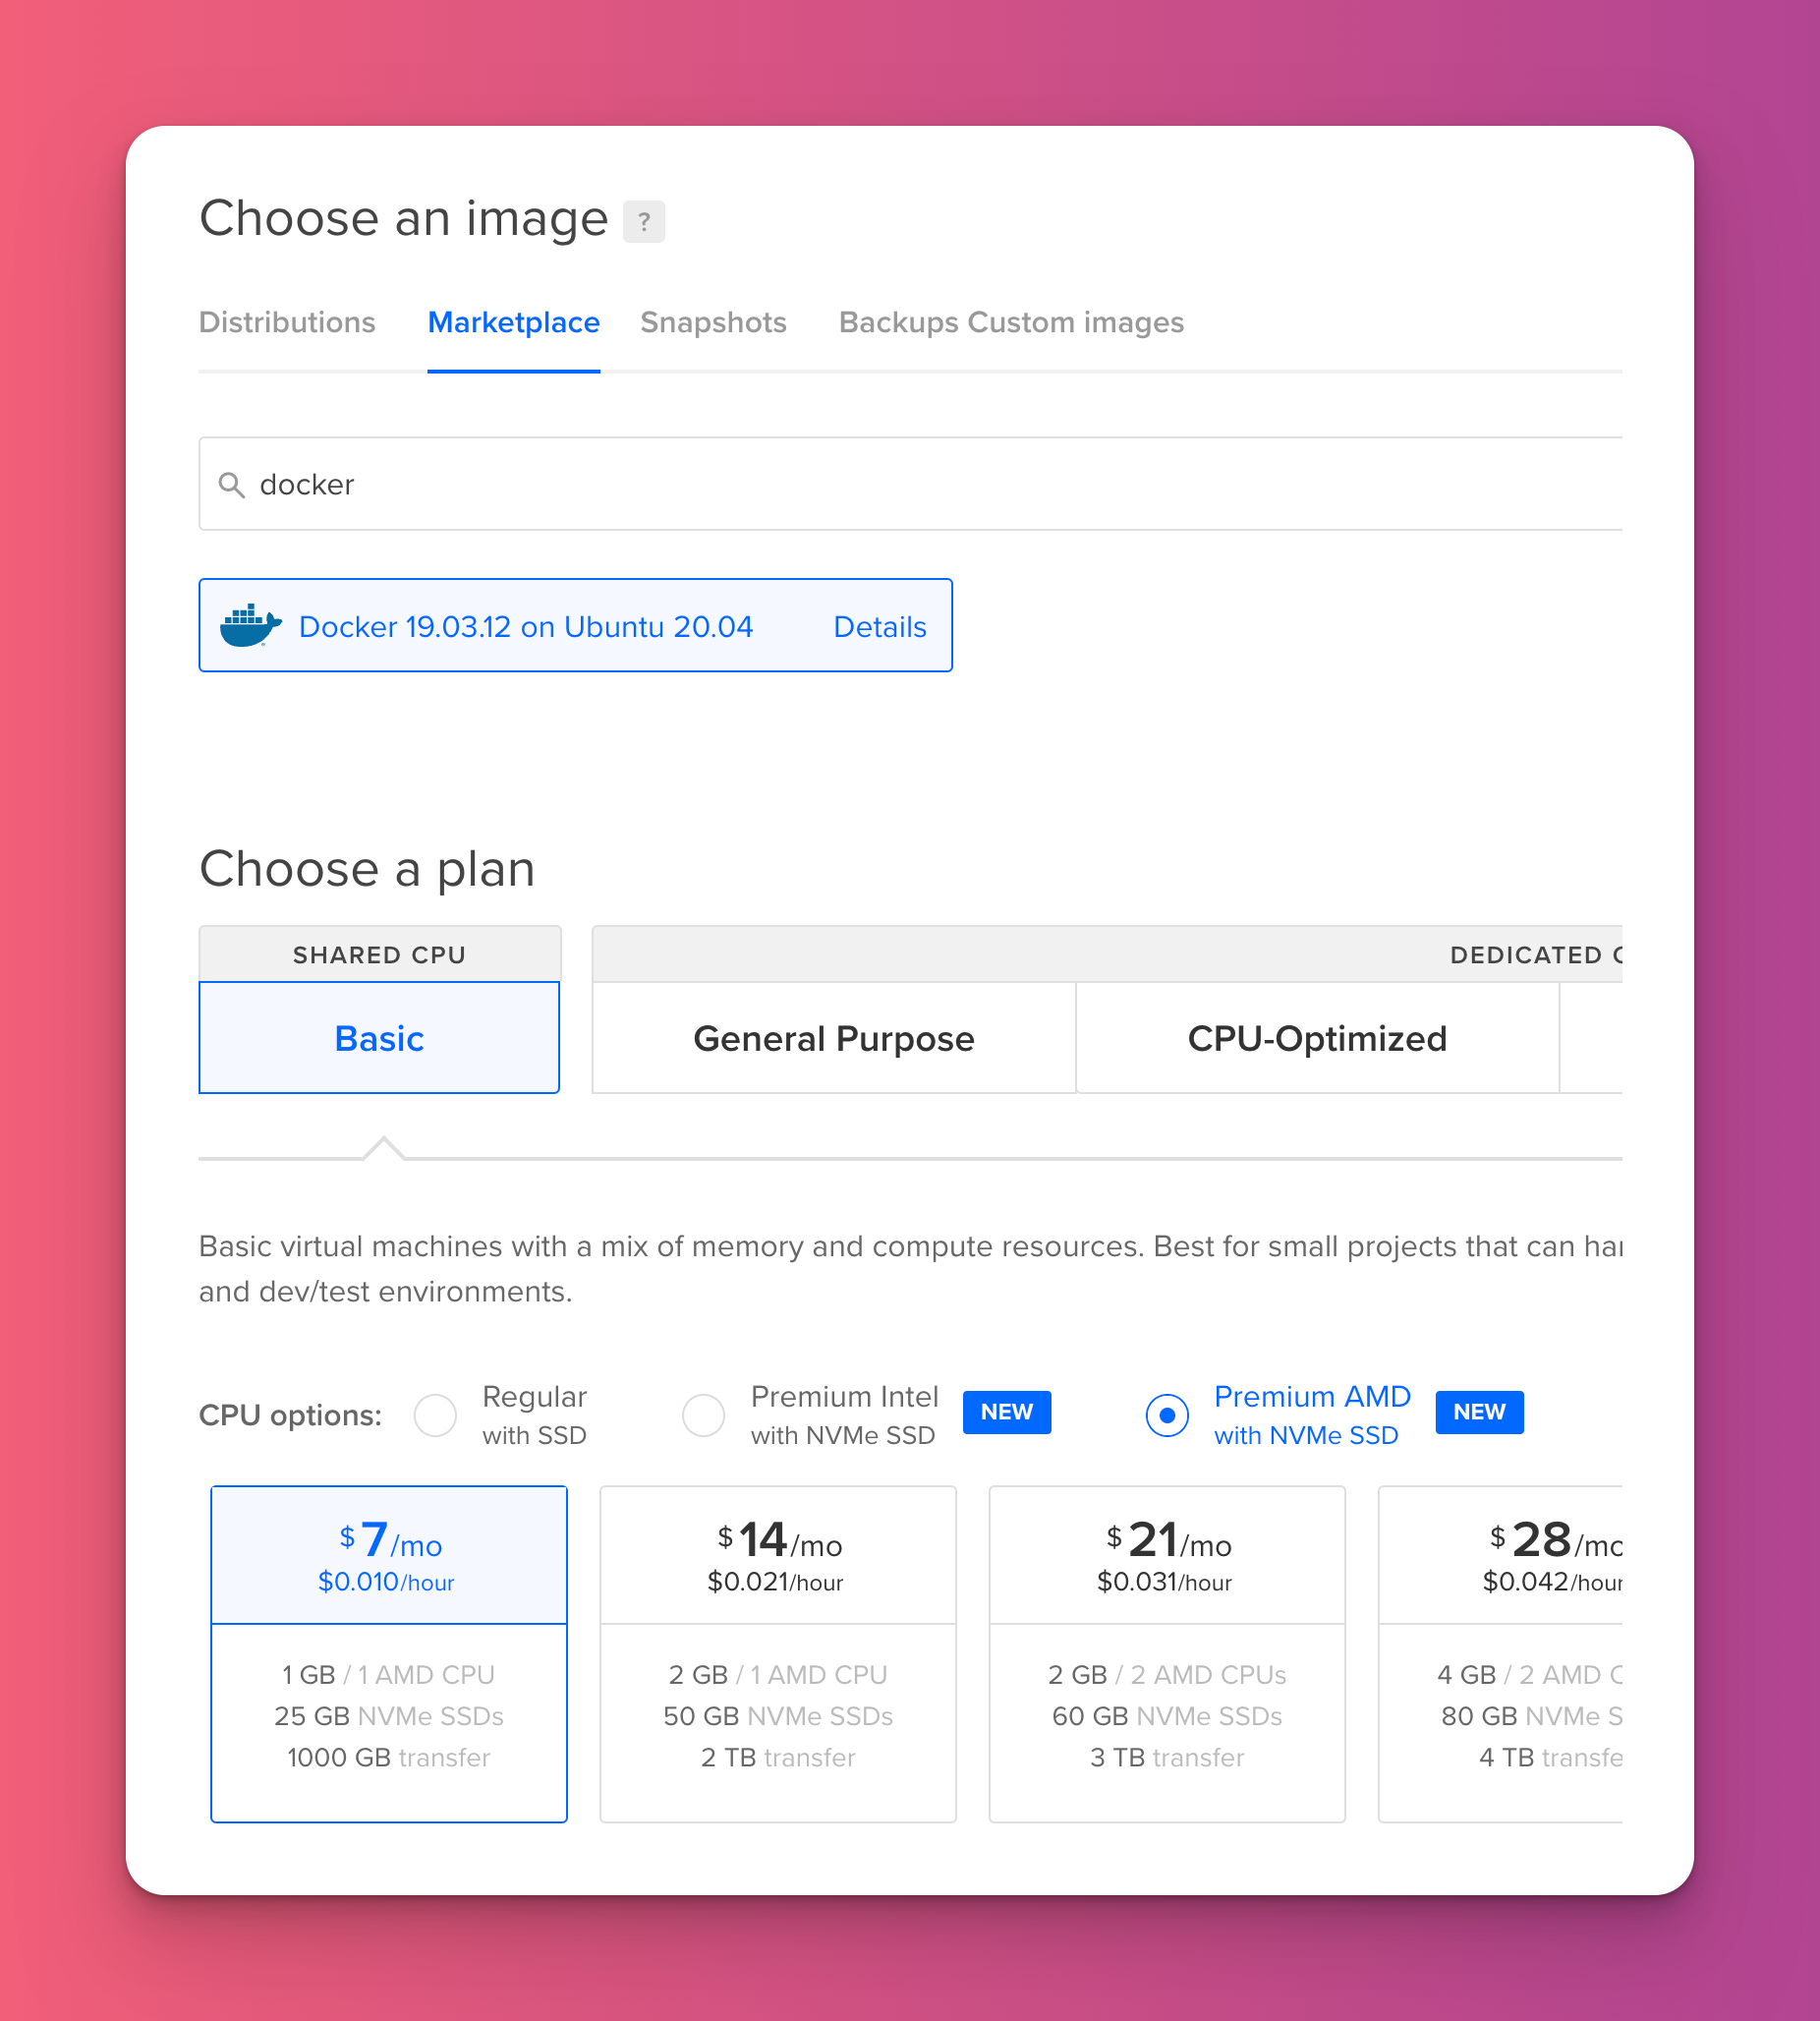 Choose an image ?
Distributions Marketplace Snapshots Backups Custom images
docker
Docker 19.03.12 on Ubuntu 20.04 Details
Choose a plan
SHARED CPU DEDICATED
Basic General Purpose CPU-Optimized
Basic virtual machines with a mix of memory and compute resources. Best for small projects that can
and dev/test environments.
CPU options: Regular with SSD Premium Intel with NVMe SSD NEW Premium AMD with NVMe SSD NEW
$7/mo
$0.010/hour
1 GB / 1 AMD CPU
25 GB NVMe SSDs
1000 GB transfer
$14/mo
$0.021/hour
2 GB / 1 AMD CPU
50 GB NVMe SSDs
2 TB transfer
$21/mo
$0.031/hour
2 GB / 2 AMD CPUs
60 GB NVMe SSDs
3 TB transfer
$28/mo
$0.042/hour
4 GB / 2 AMD
80 GB NVMe
4 TB